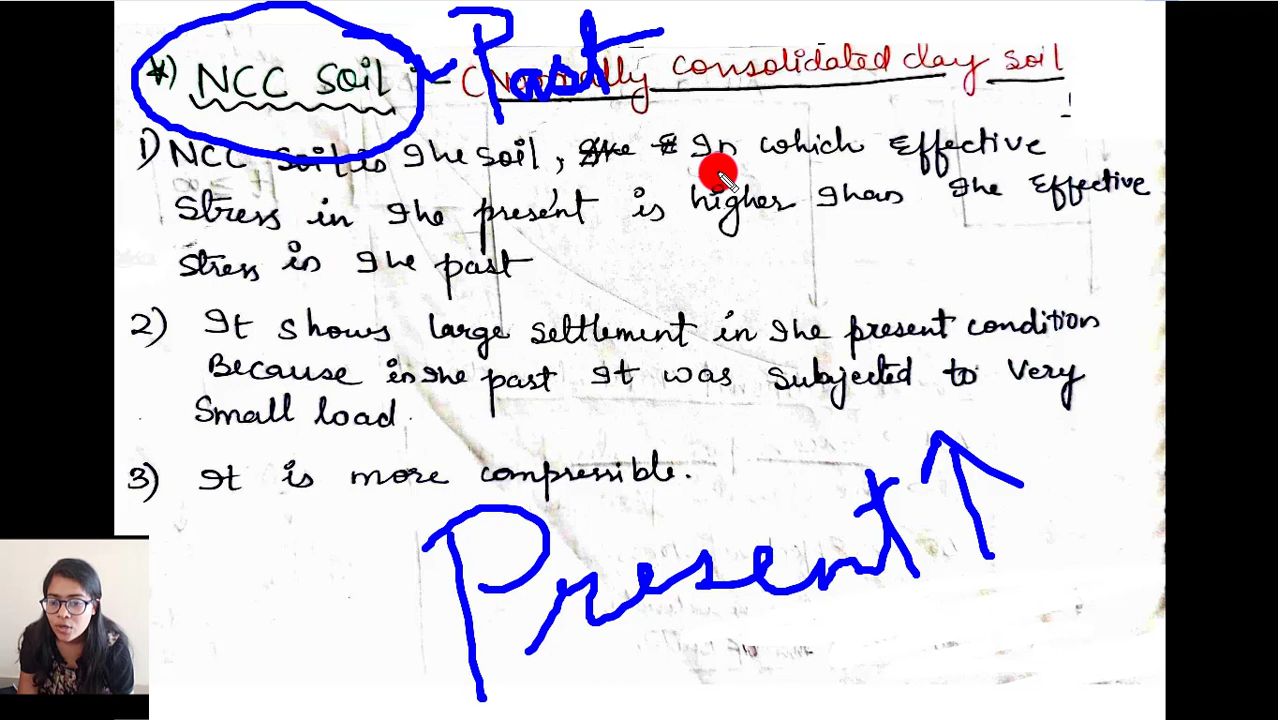 *) NCC Soil :- (Normally consolidated clay soil
Past
1) NCC Soil is the soil, In which Effective
stress in the present is higher than the Effective
stress in the past
2) It shows large settlement in the present condition
Because in the past It was subjected to very
small load.
3) It is more compressible.
Present ↑